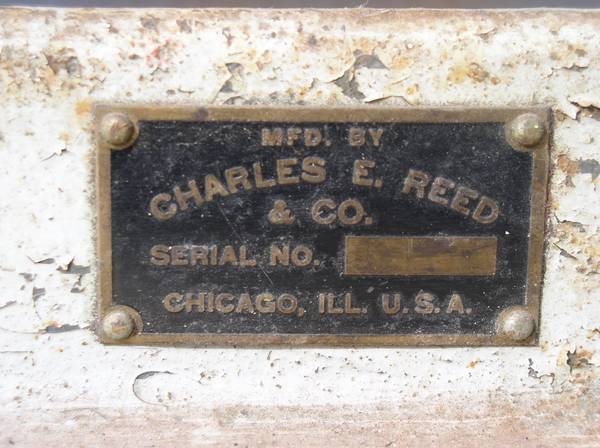 MFD. BY
CHARLES E. REED
& CO.
SERIAL NO.
CHICAGO, ILL. U.S.A.